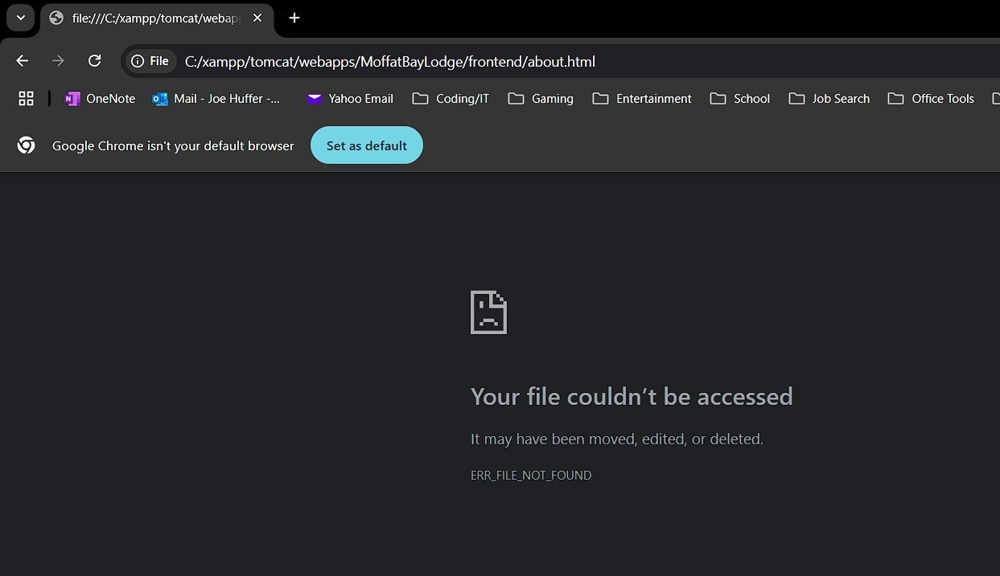 file:///C:/xampp/tomcat/webap
File C:/xampp/tomcat/webapps/MoffatBayLodge/frontend/about.html
OneNote Mail - Joe Huffer -... Yahoo Email Coding/IT Gaming Entertainment School Job Search Office Tools
Google Chrome isn't your default browser Set as default
Your file couldn’t be accessed
It may have been moved, edited, or deleted.
ERR_FILE_NOT_FOUND